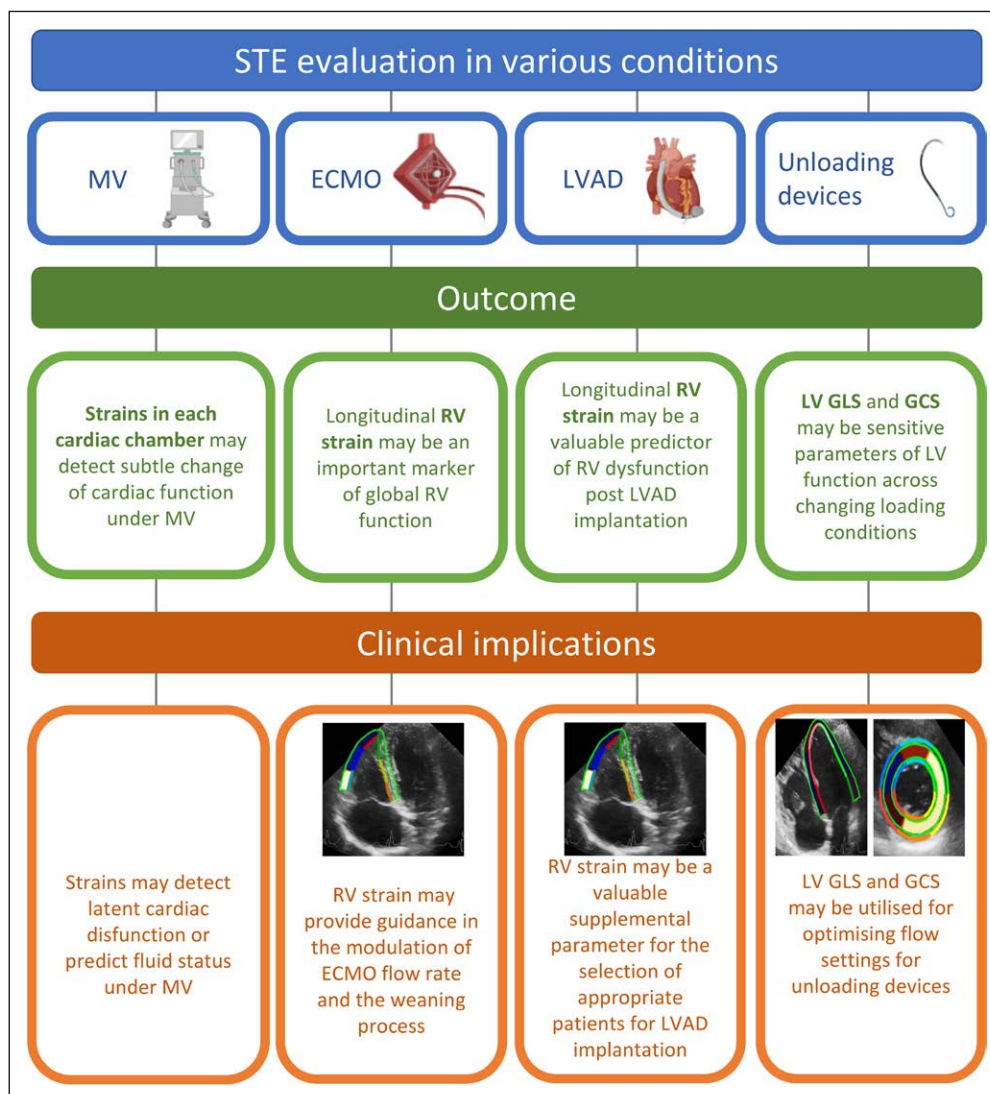 STE evaluation in various conditions
MV
ECMO
LVAD
Unloading
devices
Outcome
Strains in each
cardiac chamber may
detect subtle change
of cardiac function
under MV
Longitudinal RV
strain may be an
important marker
of global RV
function
Longitudinal RV
strain may be a
valuable predictor
of RV dysfunction
post LVAD
implantation
LV GLS and GCS
may be sensitive
parameters of LV
function across
changing loading
conditions
Clinical implications
Strains may detect
latent cardiac
disfunction or
predict fluid status
under MV
RV strain may
provide guidance in
the modulation of
ECMO flow rate
and the weaning
process
RV strain may be a
valuable
supplemental
parameter for the
selection of
appropriate
patients for LVAD
implantation
LV GLS and GCS
may be utilised for
optimising flow
settings for
unloading devices